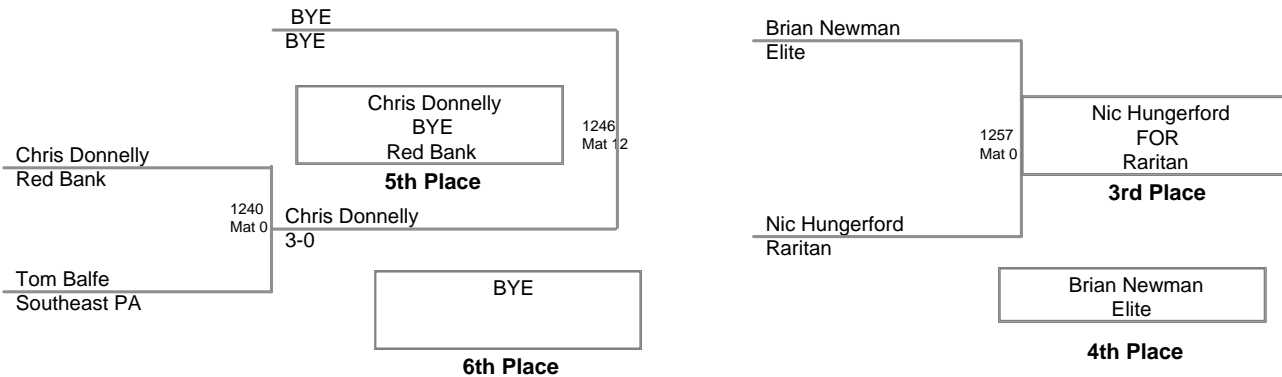 BYE
BYE
Chris Donnelly
BYE
Red Bank
5th Place
1246
Mat 12
Chris Donnelly
Red Bank
1240
Mat 0
Chris Donnelly
3-0
Tom Balfe
Southeast PA
BYE
6th Place
Brian Newman
Elite
1257
Mat 0
Nic Hungerford
FOR
Raritan
3rd Place
Nic Hungerford
Raritan
Brian Newman
Elite
4th Place